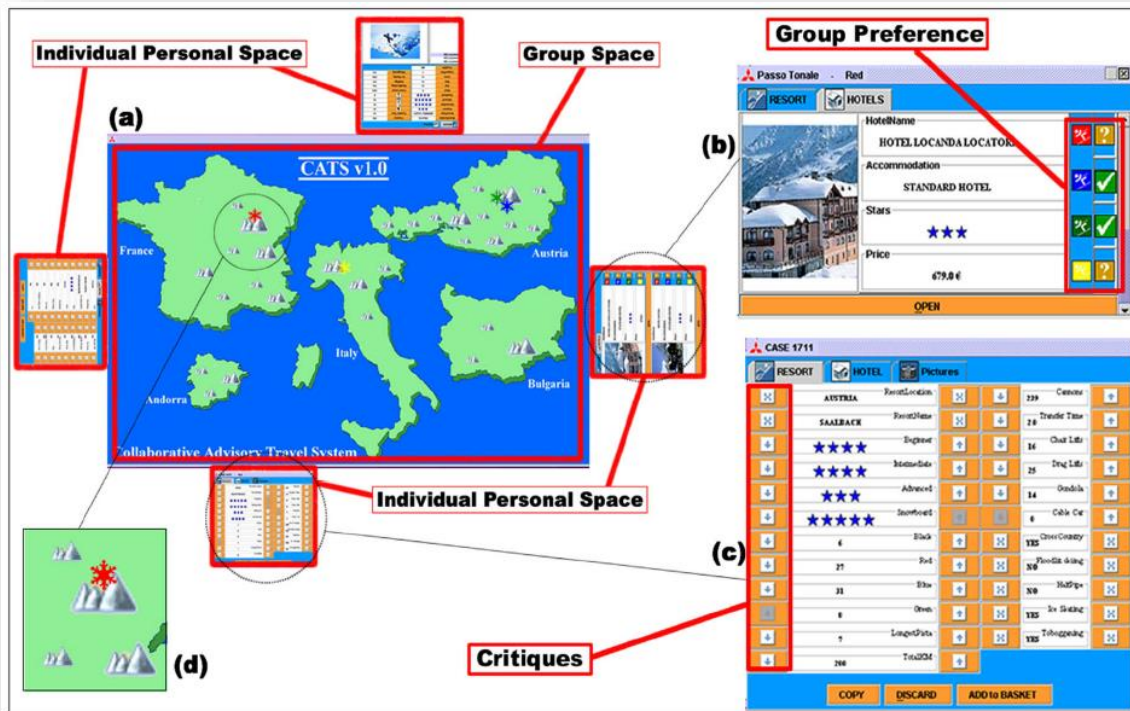 Individual Personal Space
Group Space
Group Preference
(a)
CATS v1.0
France
Austria
Italy
Bulgaria
Andorra
Collaborative Advisory Travel System
Individual Personal Space
(b)
Passo Tonale - Red
RESORT HOTELS
HotelName
HOTEL LOCANDA LOCATORI
Accommodation
STANDARD HOTEL
Stars
Price
679.0 €
OPEN
(c)
CASE 1711
RESORT HOTEL Pictures
AUSTRIA ResortLocation 239 Cannons
SAALBACH ResortName 20 Transfer Time
Beginner 16 Chair Lifts
Intermediate 25 Drag Lifts
Advanced 14 Gondola
Snowboard 0 Cable Car
6 Black YES CrossCountry
27 Red NO Floodlit skiing
31 Blue NO HalfPipe
0 Green YES Ice Skating
7 LongestPiste YES Tobogganing
200 TotalKM
COPY DISCARD ADD to BASKET
Critiques
(d)